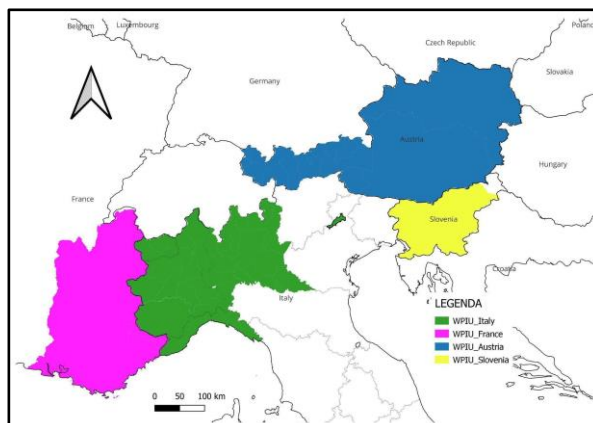 Belgium
Luxembourg
Poland
Czech Republic
Germany
Slovakia
Austria
Hungary
France
Slovenia
Croatia
Italy
LEGENDA
WPIU_Italy
WPIU_France
WPIU_Austria
WPIU_Slovenia
0 50 100 km